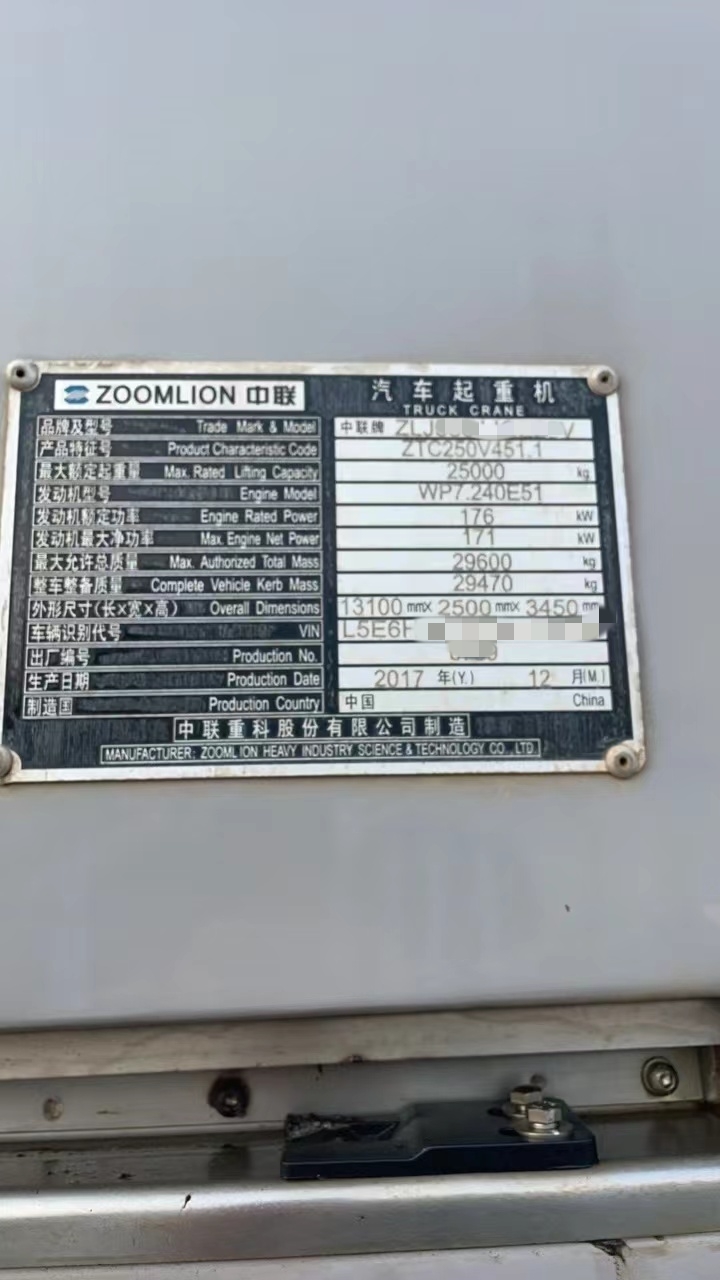 ZOOMLION 中联 汽车起重机
TRUCK CRANE
品牌及型号 Trade Mark & Model 中联牌 ZLJ V
产品特征号 Product Characteristic Code ZTC250V451.1
最大额定起重量 Max. Rated Lifting Capacity 25000 kg
发动机型号 Engine Model WP7.240E51
发动机额定功率 Engine Rated Power 176 kW
发动机最大净功率 Max. Engine Net Power 171 kW
最大允许总质量 Max. Authorized Total Mass 29600 kg
整车整备质量 Complete Vehicle Kerb Mass 29470 kg
外形尺寸(长x宽x高) Overall Dimensions 13100 mmX 2500 mmX 3450 mm
车辆识别代号 VIN L5E6
出厂编号 Production No.
生产日期 Production Date 2017 年(Y.) 12 月(M.)
制造国 Production Country 中国 China
中联重科股份有限公司制造
MANUFACTURER: ZOOMLION HEAVY INDUSTRY SCIENCE & TECHNOLOGY CO., LTD.